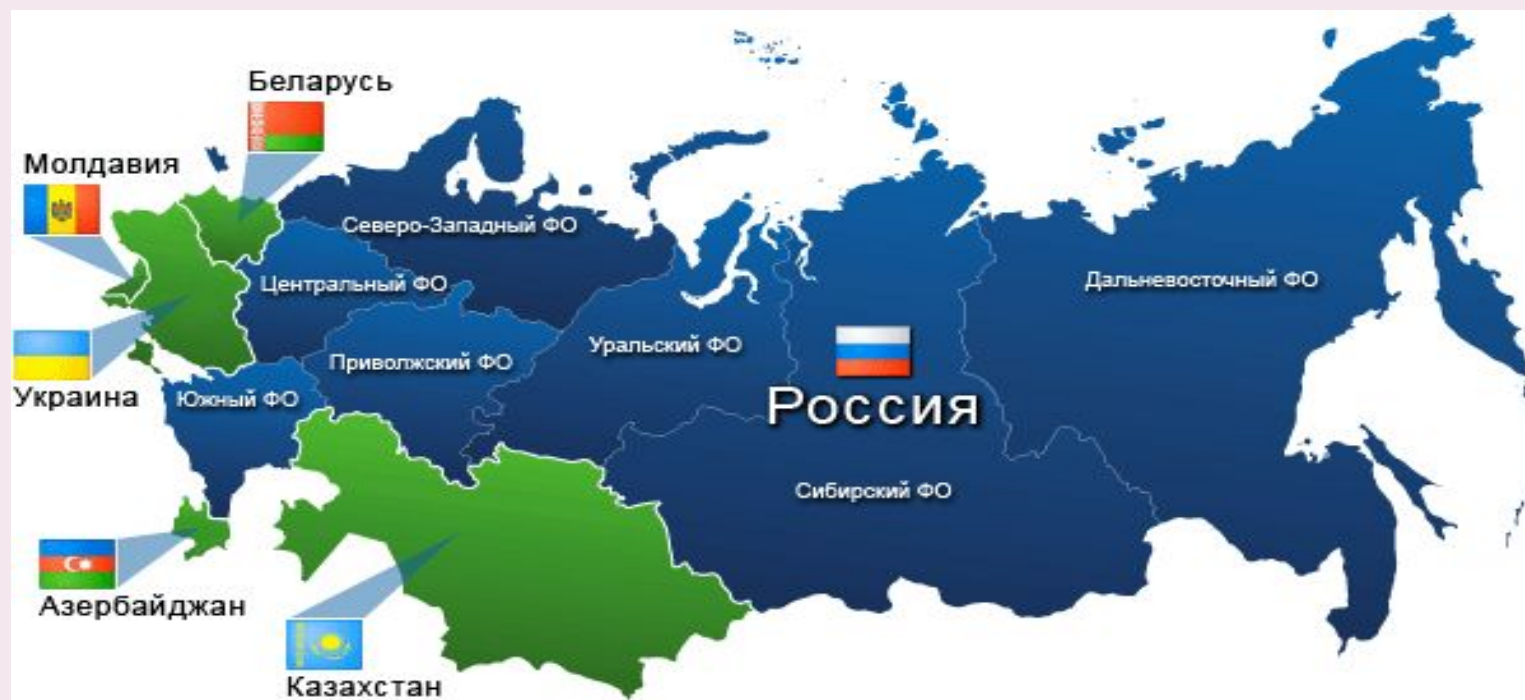 Беларусь
Молдавия
Северо-Западный ФО
Центральный ФО
Дальневосточный ФО
Уральский ФО
Приволжский ФО
Украина
Южный ФО
Россия
Сибирский ФО
Азербайджан
Казахстан